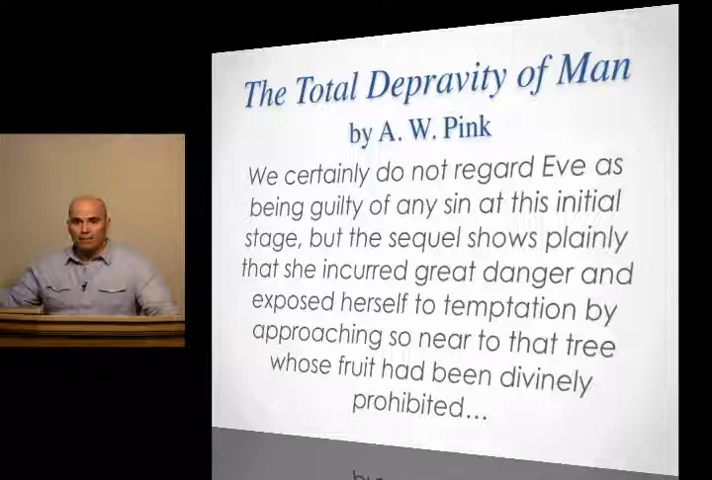 The Total Depravity of Man
by A. W. Pink
We certainly do not regard Eve as
being guilty of any sin at this initial
stage, but the sequel shows plainly
that she incurred great danger and
exposed herself to temptation by
approaching so near to that tree
whose fruit had been divinely
prohibited...